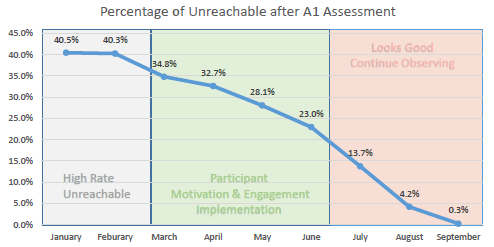 Percentage of Unreachable after A1 Assessment
45.0%
40.0%
35.0%
30.0%
25.0%
20.0%
15.0%
10.0%
5.0%
0.0%
40.5%
40.3%
34.8%
32.7%
28.1%
23.0%
13.7%
4.2%
0.3%
Looks Good
Continue Observing
High Rate
Unreachable
Participant
Motivation & Engagement
Implementation
January Feburary March April May June July August September